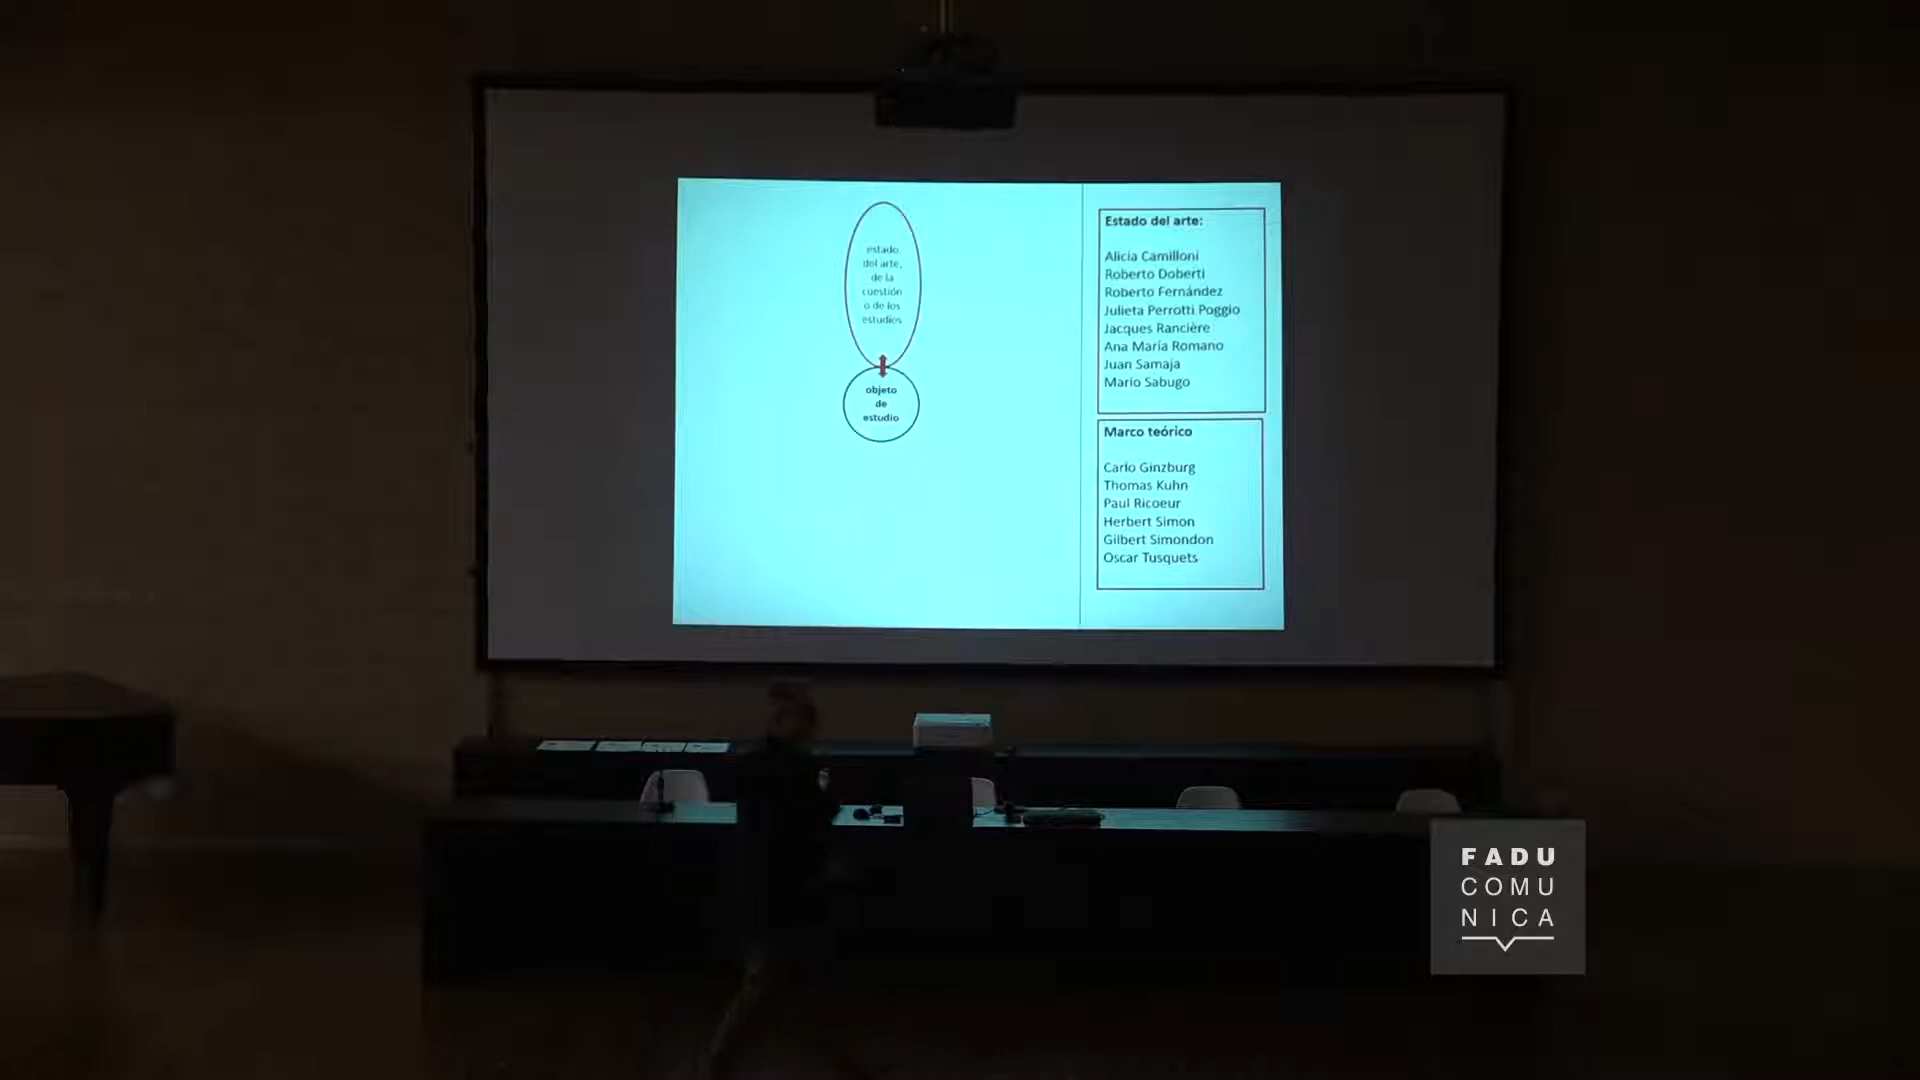 estado
del arte,
de la
cuestión
o de los
estudios
objeto
de
estudio
Estado del arte:
Alicia Camilloni
Roberto Doberti
Roberto Fernández
Julieta Perrotti Poggio
Jacques Rancière
Ana María Romano
Juan Samaja
Mario Sabugo
Marco teórico
Carlo Ginzburg
Thomas Kuhn
Paul Ricoeur
Herbert Simon
Gilbert Simondon
Oscar Tusquets
FADU
COMU
NICA